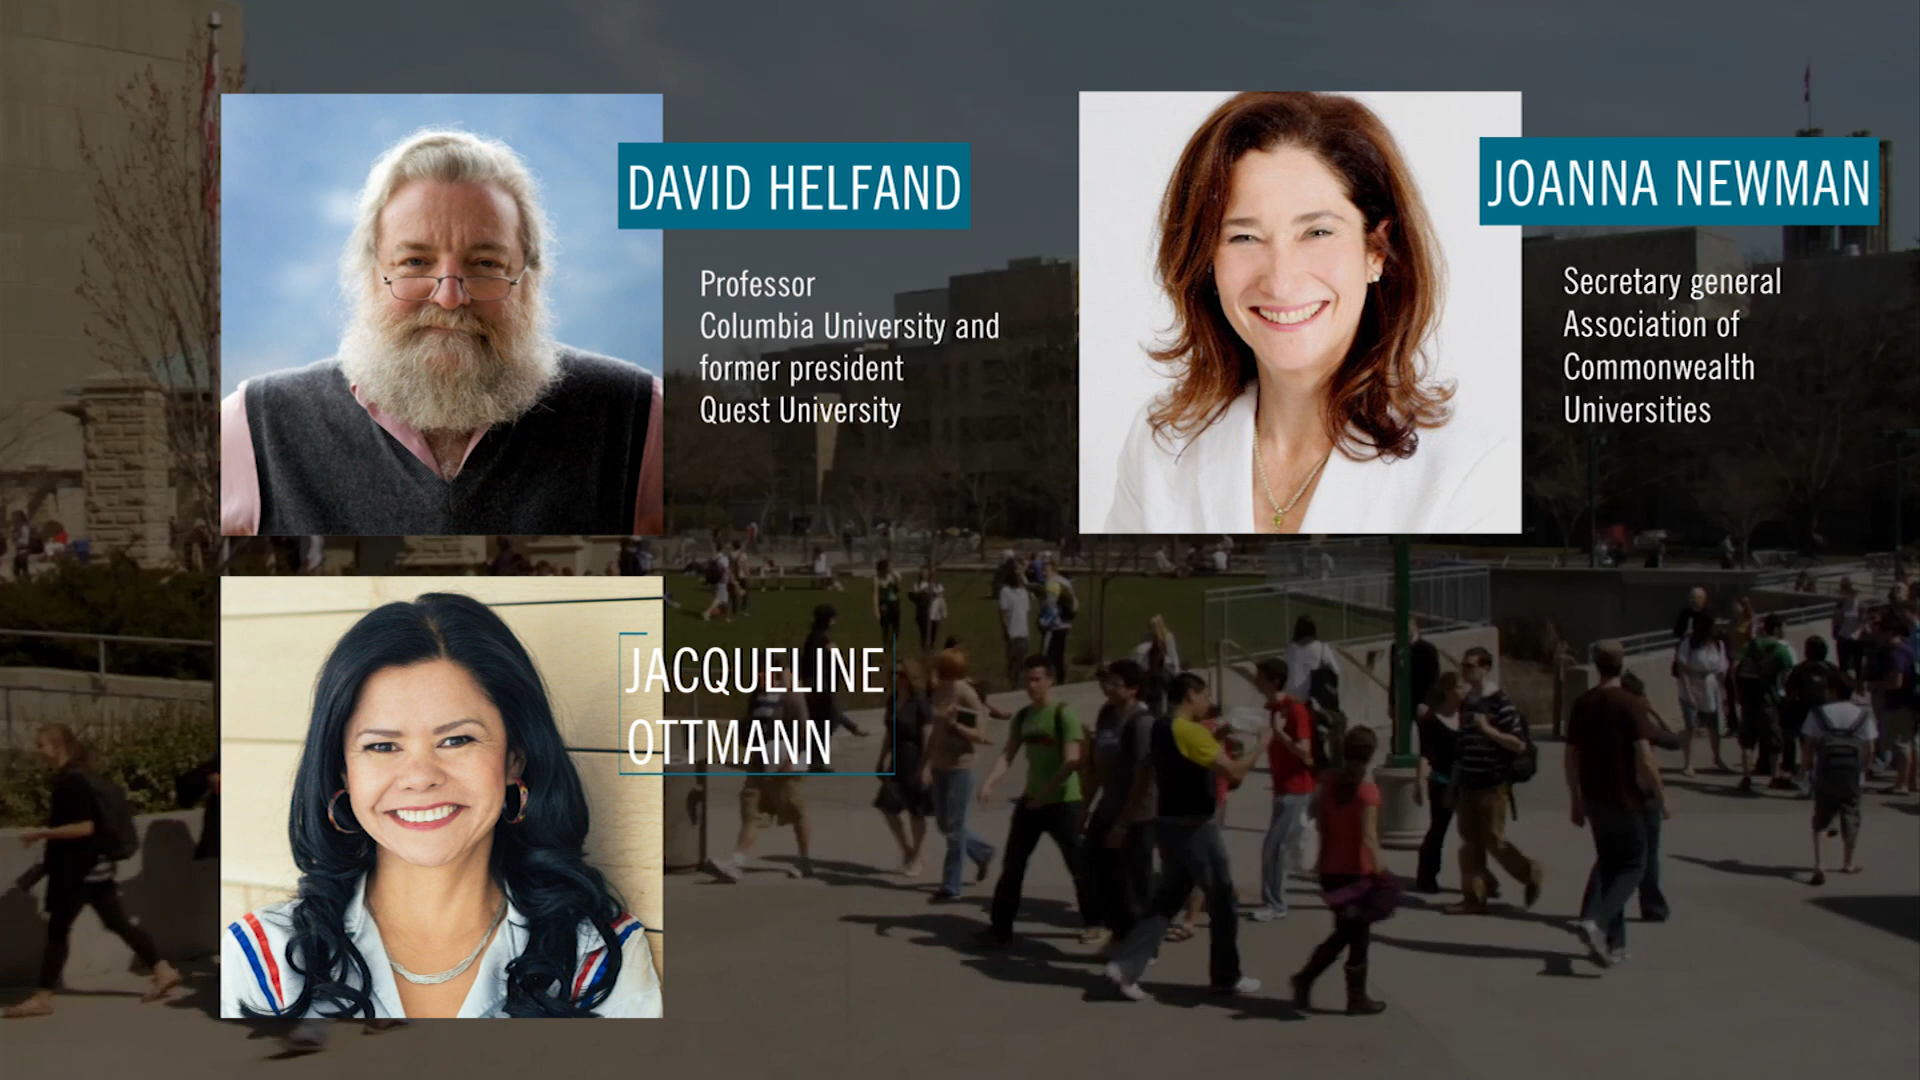 DAVID HELFAND
Professor
Columbia University and
former president
Quest University
JOANNA NEWMAN
Secretary general
Association of
Commonwealth
Universities
JACQUELINE
OTTMANN